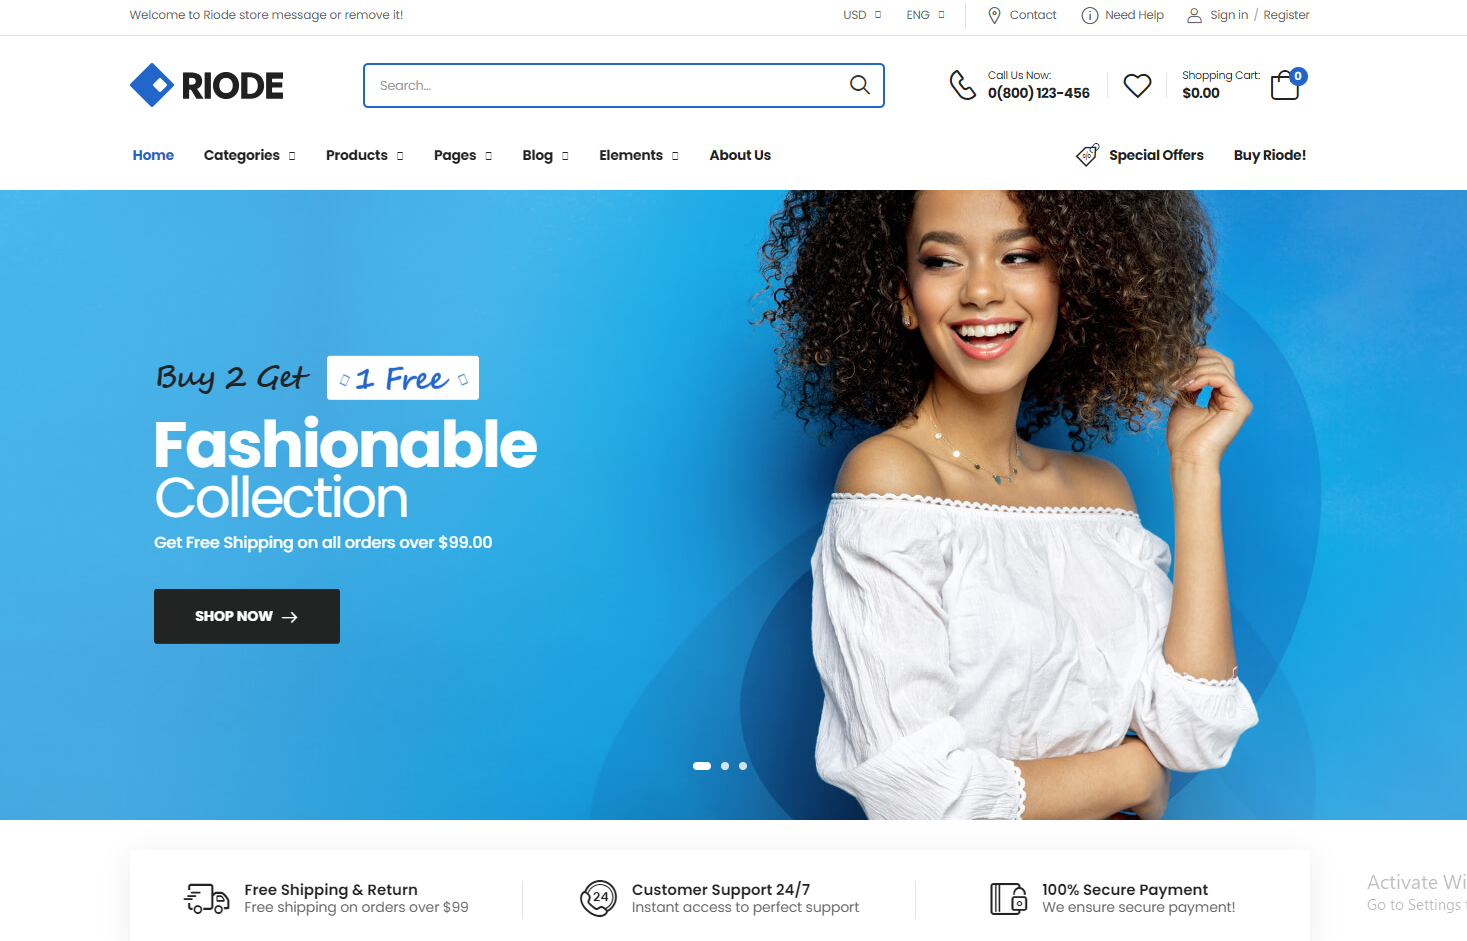 Welcome to Riode store message or remove it!
USD
ENG
Contact
Need Help
Sign in / Register
RIODE
Search...
Call Us Now:
0(800) 123-456
Shopping Cart:
$0.00
0
Home
Categories
Products
Pages
Blog
Elements
About Us
Special Offers
Buy Riode!
Buy 2 Get
1 Free
Fashionable
Collection
Get Free Shipping on all orders over $99.00
SHOP NOW
Free Shipping & Return
Free shipping on orders over $99
24
Customer Support 24/7
Instant access to perfect support
100% Secure Payment
We ensure secure payment!
Activate Wi
Go to Settings